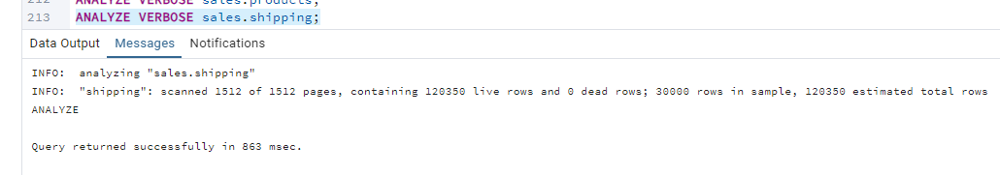 212 ANALYZE VERBOSE sales.products;
213 ANALYZE VERBOSE sales.shipping;
Data Output Messages Notifications
INFO: analyzing "sales.shipping"
INFO: "shipping": scanned 1512 of 1512 pages, containing 120350 live rows and 0 dead rows; 30000 rows in sample, 120350 estimated total rows
ANALYZE
Query returned successfully in 863 msec.